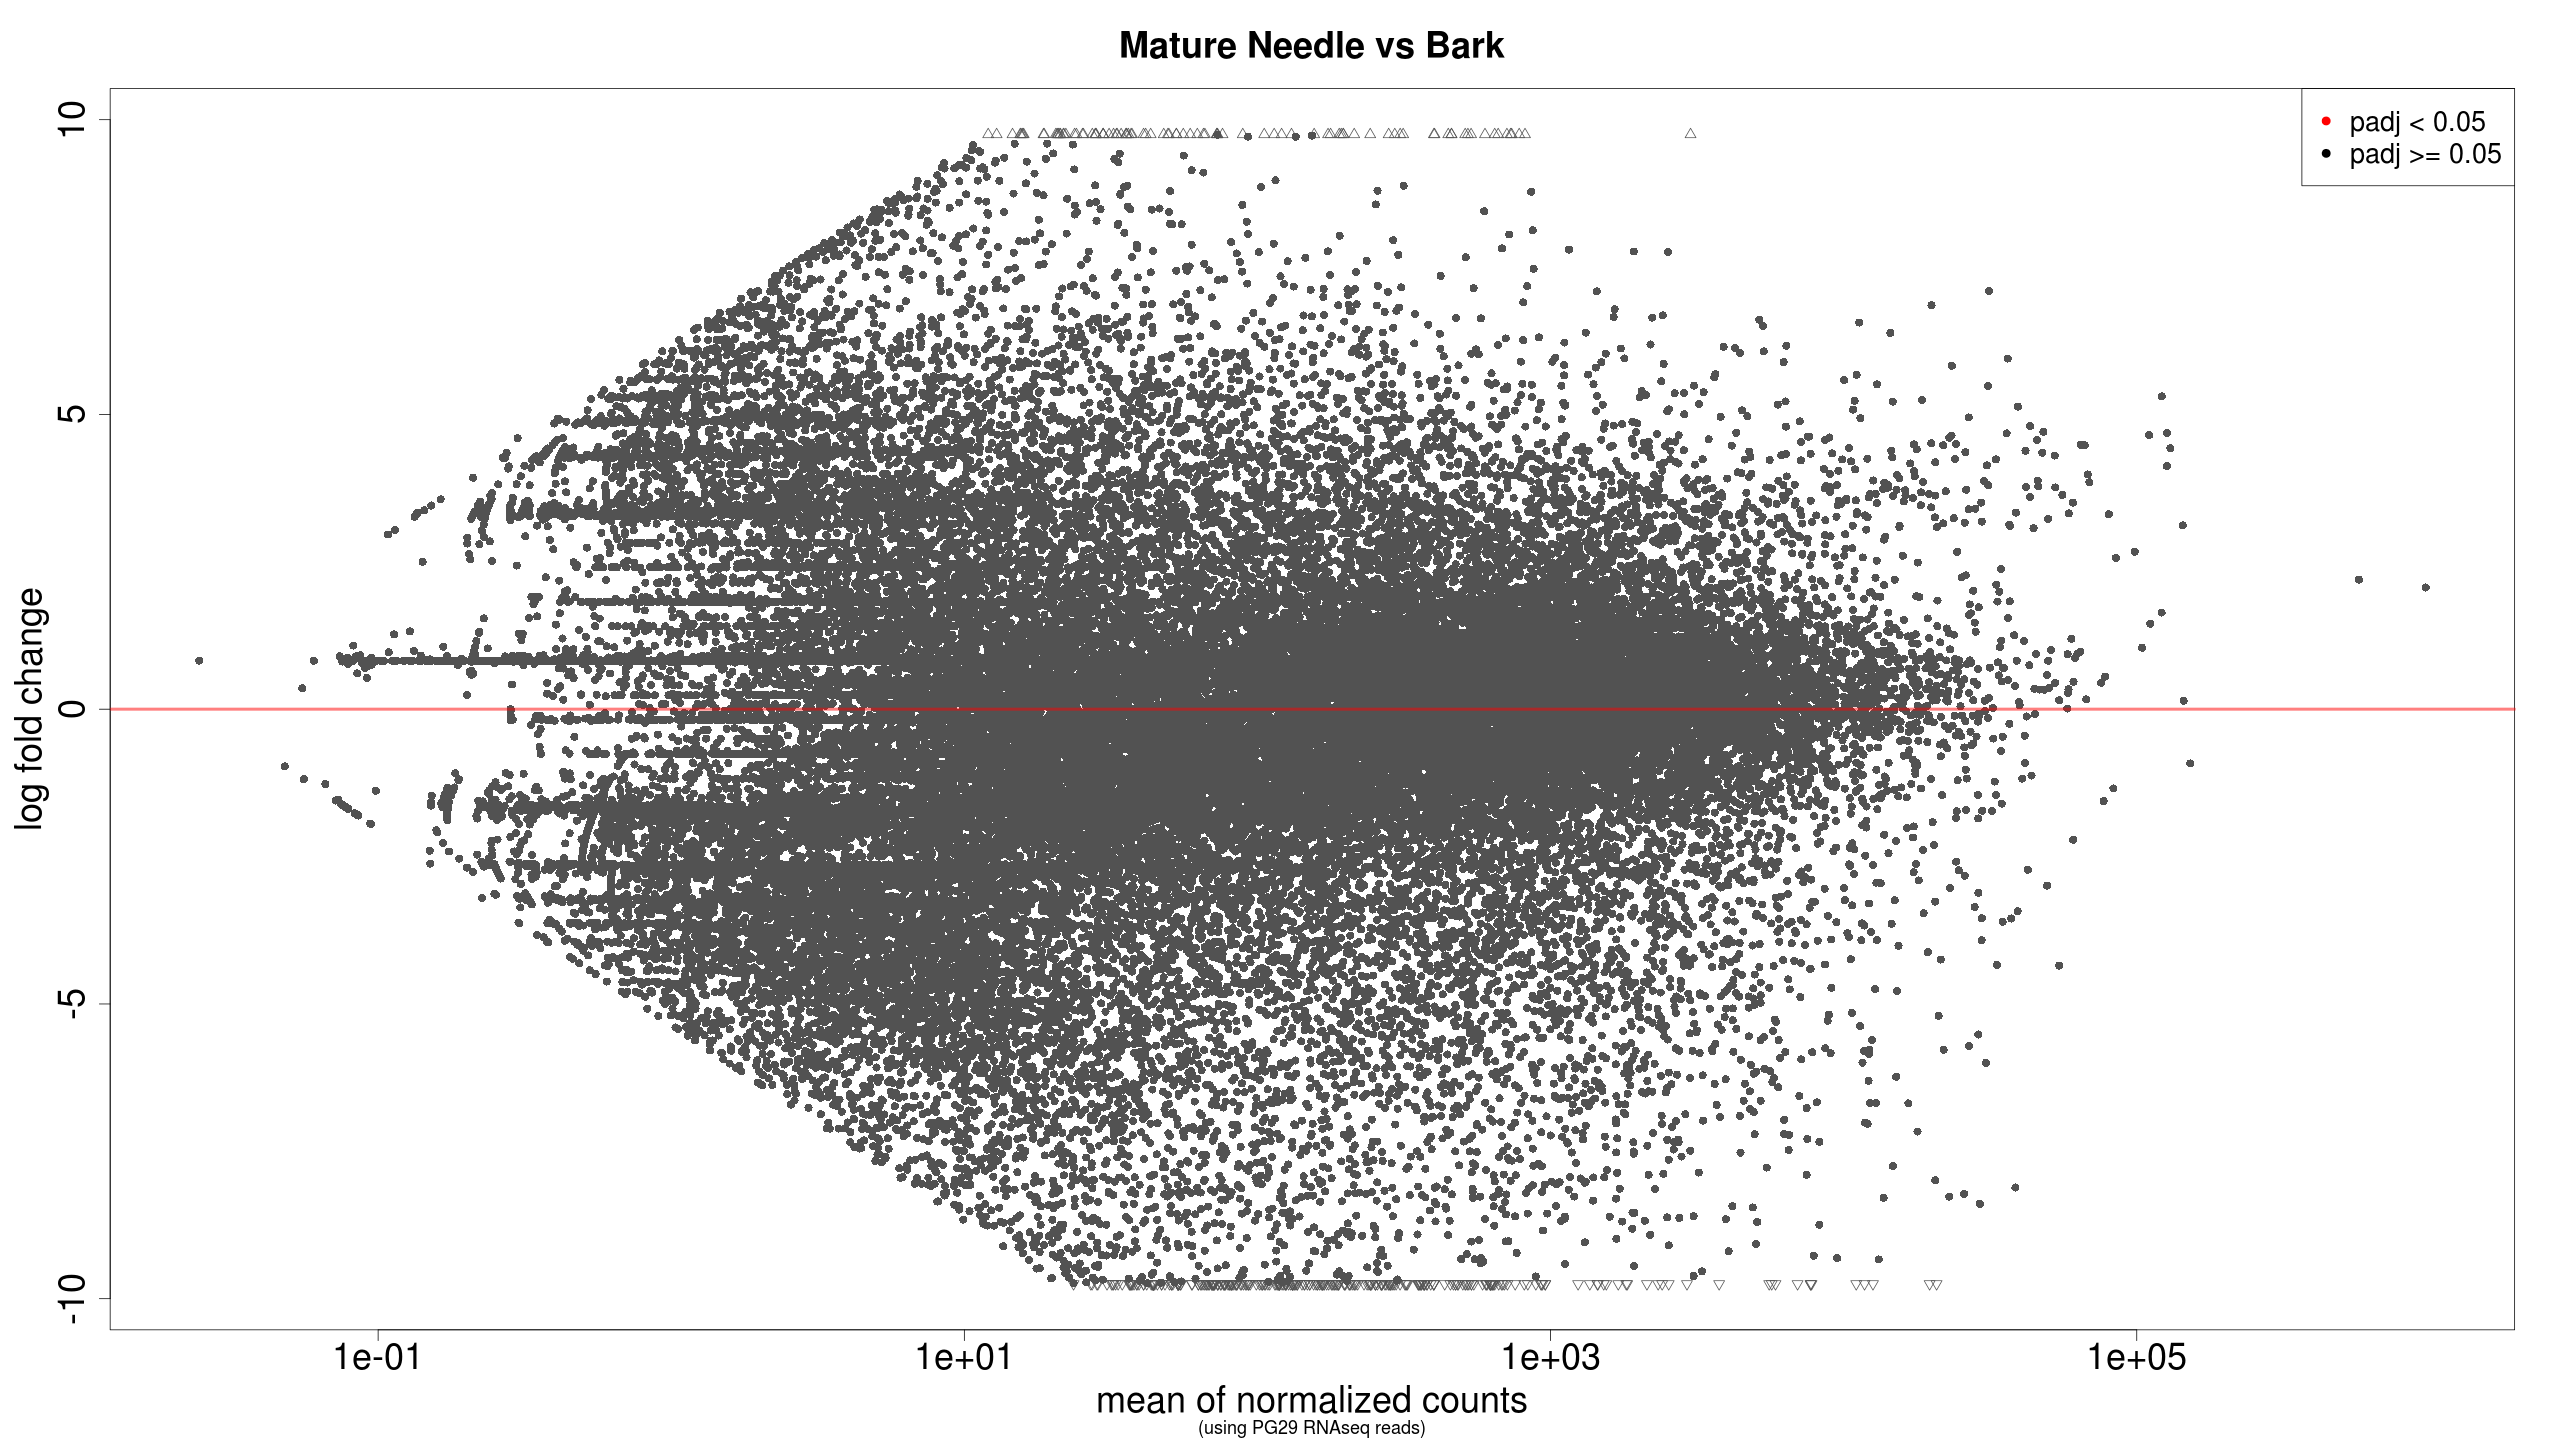 Mature Needle vs Bark
padj < 0.05
padj >= 0.05
log fold change
10
5
0
-5
-10
1e-01
1e+01
1e+03
1e+05
mean of normalized counts
(using PG29 RNAseq reads)